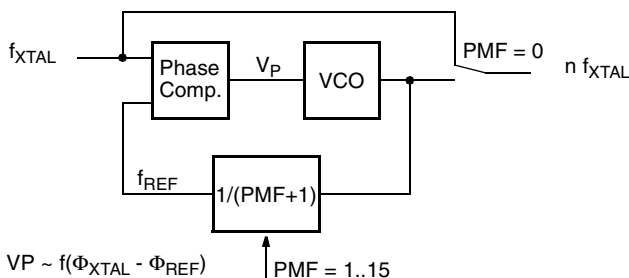 f_XTAL
Phase
Comp.
V_P
VCO
PMF = 0
n f_XTAL
f_REF
1/(PMF+1)
VP ~ f(Φ_XTAL - Φ_REF)
PMF = 1..15